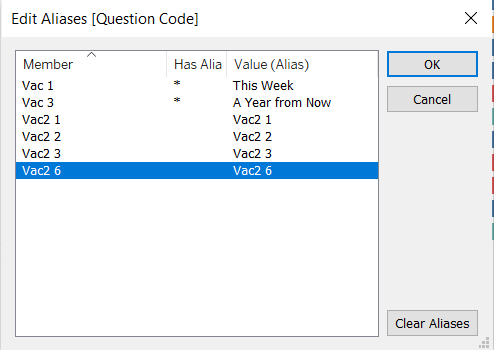 Edit Aliases [Question Code]
Member Has Alia Value (Alias)
Vac 1 * This Week
Vac 3 * A Year from Now
Vac2 1 Vac2 1
Vac2 2 Vac2 2
Vac2 3 Vac2 3
Vac2 6 Vac2 6
OK
Cancel
Clear Aliases